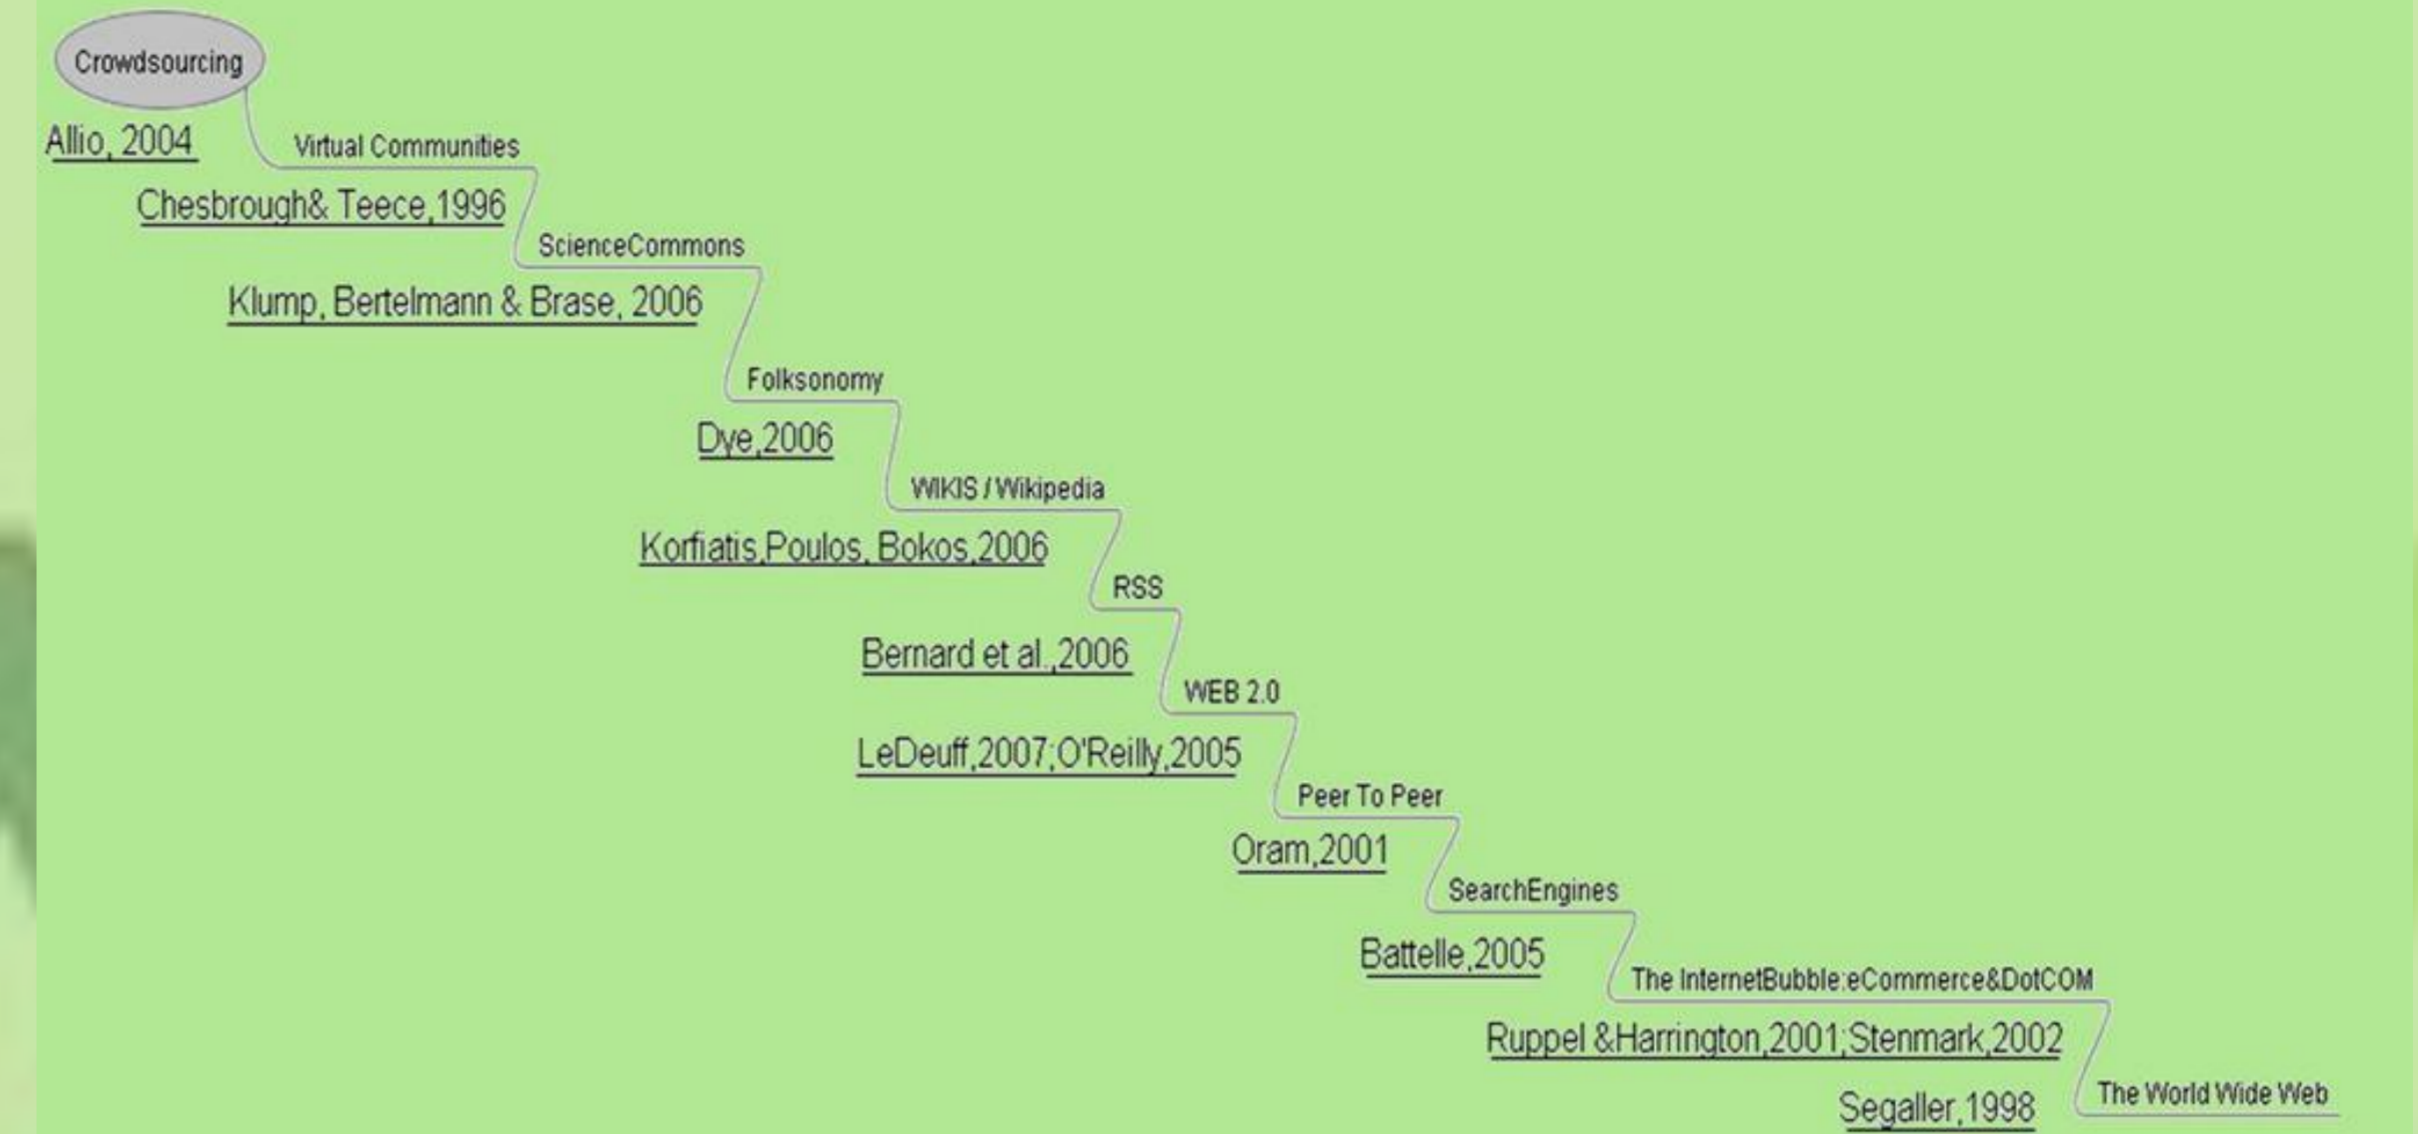 Crowdsourcing
Allio, 2004
Virtual Communities
Chesbrough& Teece,1996
ScienceCommons
Klump, Bertelmann & Brase, 2006
Folksonomy
Dye,2006
WIKIS / Wikipedia
Korfiatis,Poulos, Bokos,2006
RSS
Bernard et al.,2006
WEB 2.0
LeDeuff,2007;O'Reilly,2005
Peer To Peer
Oram,2001
SearchEngines
Battelle,2005
The InternetBubble:eCommerce&DotCOM
Ruppel &Harrington,2001;Stenmark,2002
The World Wide Web
Segaller,1998